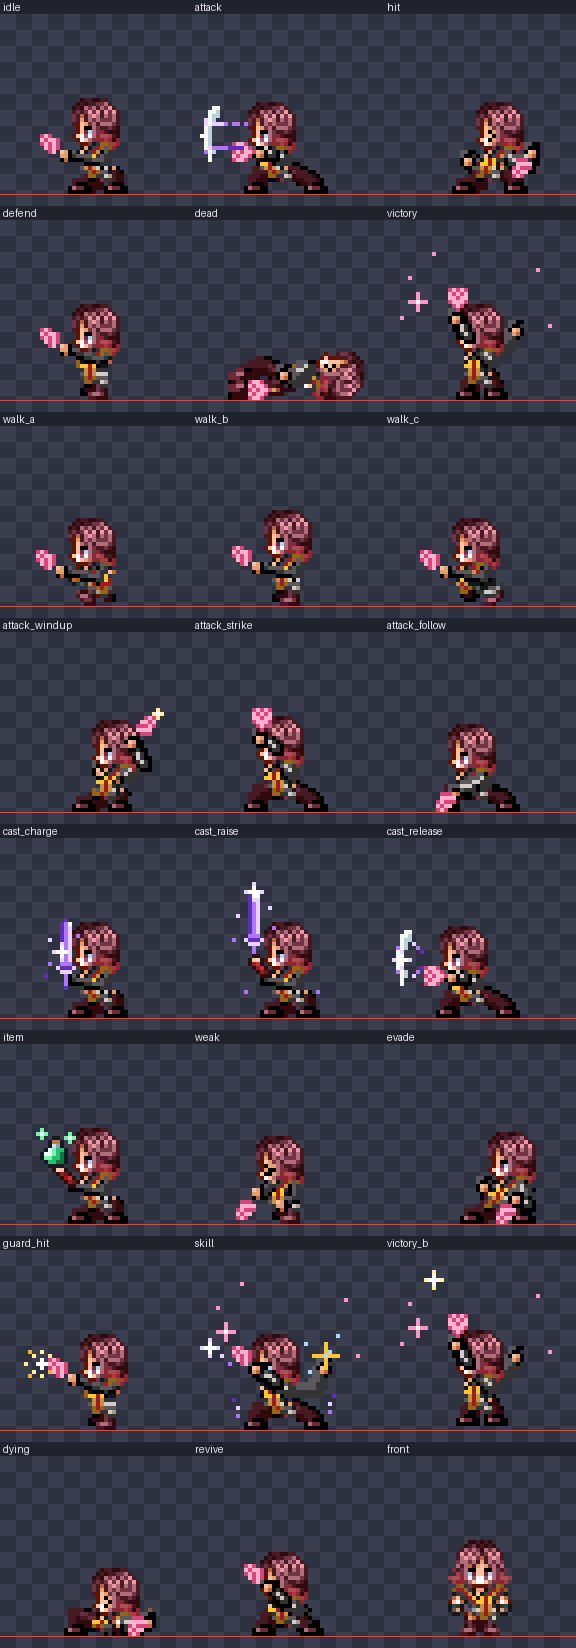 idle attack hit
defend dead victory
walk_a walk_b walk_c
attack_windup attack_strike attack_follow
cast_charge cast_raise cast_release
item weak evade
guard_hit skill victory_b
dying revive front